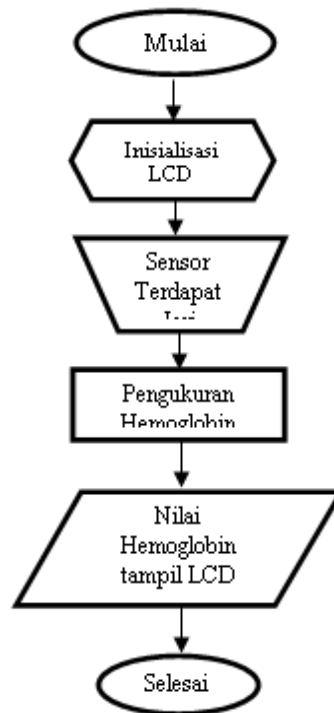 Mulai
Inisialisasi
LCD
Sensor
Terdapat
Pengukuran
Hemoglobin
Nilai
Hemoglobin
tampil LCD
Selesai